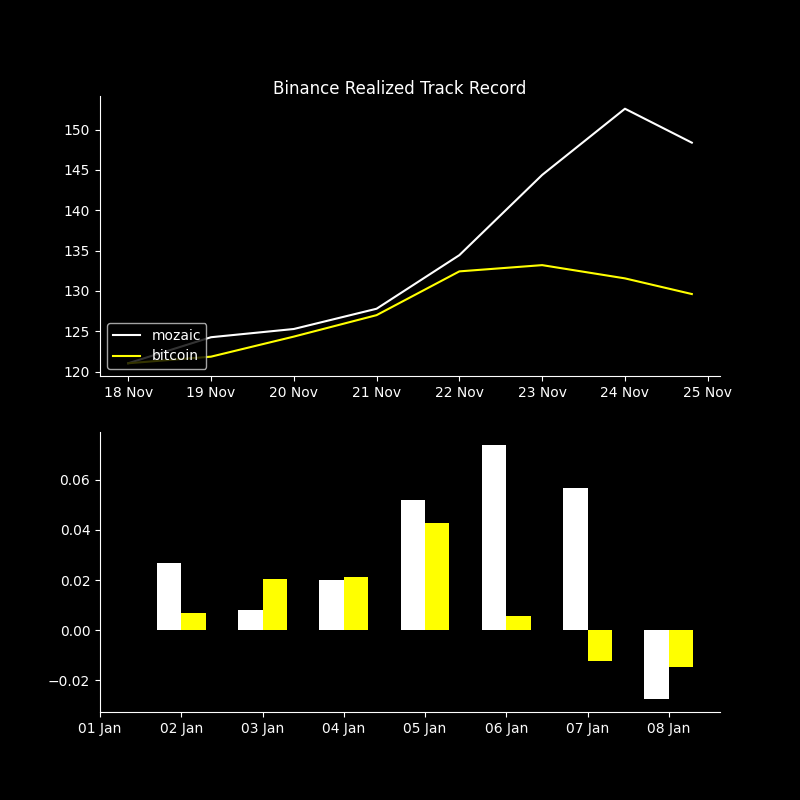 Binance Realized Track Record
150
145
140
135
130
125
120
mozaic
bitcoin
18 Nov 19 Nov 20 Nov 21 Nov 22 Nov 23 Nov 24 Nov 25 Nov
0.06
0.04
0.02
0.00
−0.02
01 Jan 02 Jan 03 Jan 04 Jan 05 Jan 06 Jan 07 Jan 08 Jan